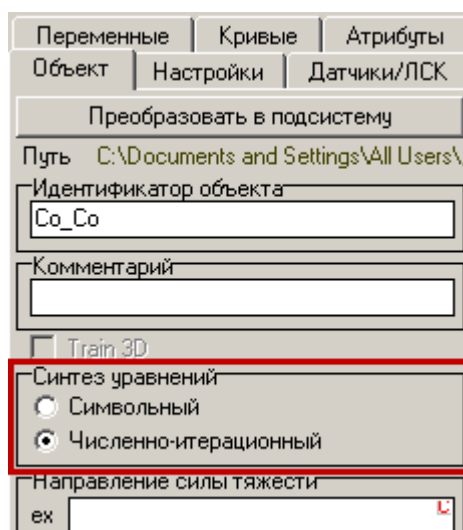 Переменные Кривые Атрибуты
Объект Настройки Датчики/ЛСК
Преобразовать в подсистему
Путь C:\Documents and Settings\All Users\
Идентификатор объекта
Co_Co
Комментарий
Train 3D
Синтез уравнений
Символьный
Численно-итерационный
Направление силы тяжести
ex